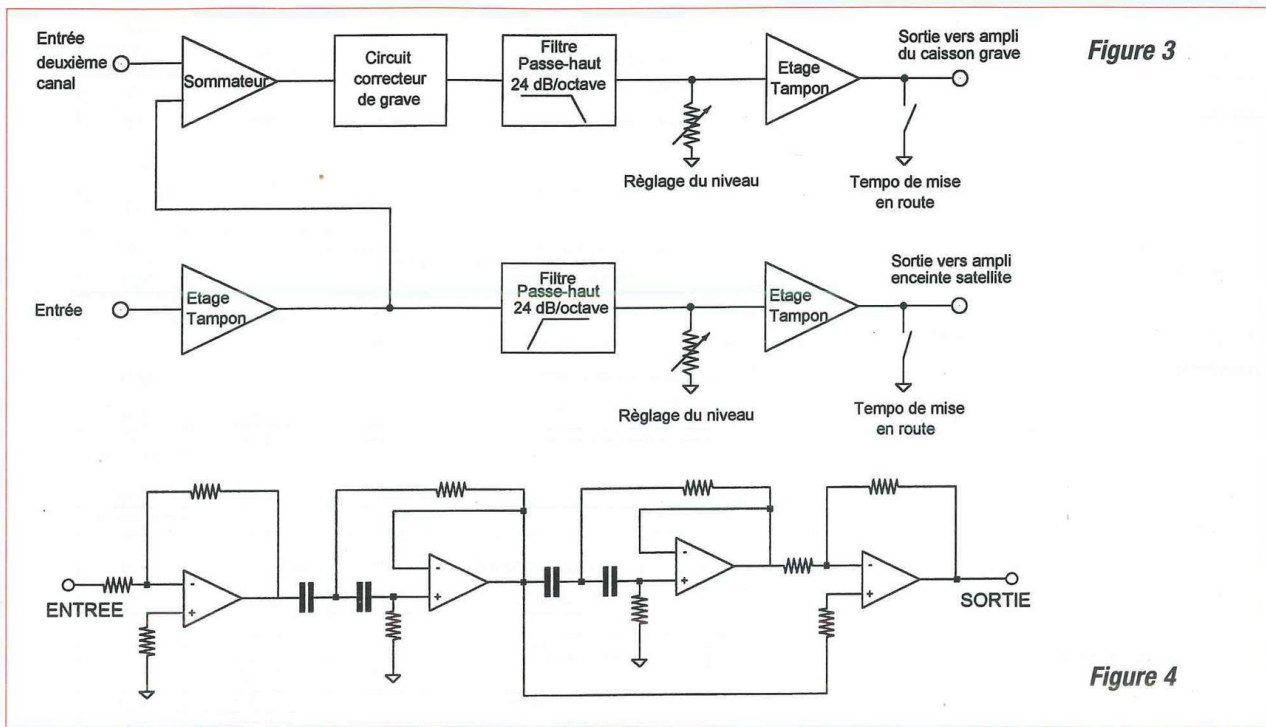 Entrée
deuxième
canal
Sommateur
Circuit
correcteur
de grave
Filtre
Passe-haut
24 dB/octave
Règlage du niveau
Etage
Tampon
Sortie vers ampli
du caisson grave
Tempo de mise
en route
Figure 3
Entrée
Etage
Tampon
Filtre
Passe-haut
24 dB/octave
Règlage du niveau
Etage
Tampon
Sortie vers ampli
enceinte satellite
Tempo de mise
en route
ENTREE
-
+
-
+
-
+
-
+
SORTIE
Figure 4